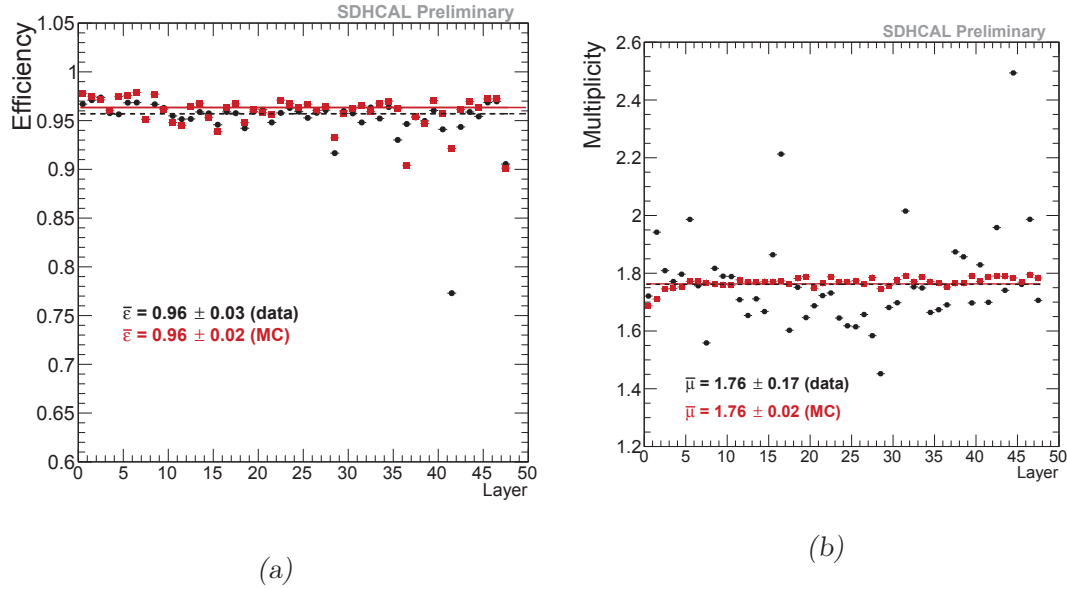 SDHCAL Preliminary
Efficiency
1.05
1
0.95
0.9
0.85
0.8
0.75
0.7
0.65
0.6
ε̅ = 0.96 ± 0.03 (data)
ε̅ = 0.96 ± 0.02 (MC)
0 5 10 15 20 25 30 35 40 45 50
Layer
(a)
SDHCAL Preliminary
Multiplicity
2.6
2.4
2.2
2
1.8
1.6
1.4
1.2
μ̅ = 1.76 ± 0.17 (data)
μ̅ = 1.76 ± 0.02 (MC)
0 5 10 15 20 25 30 35 40 45 50
Layer
(b)